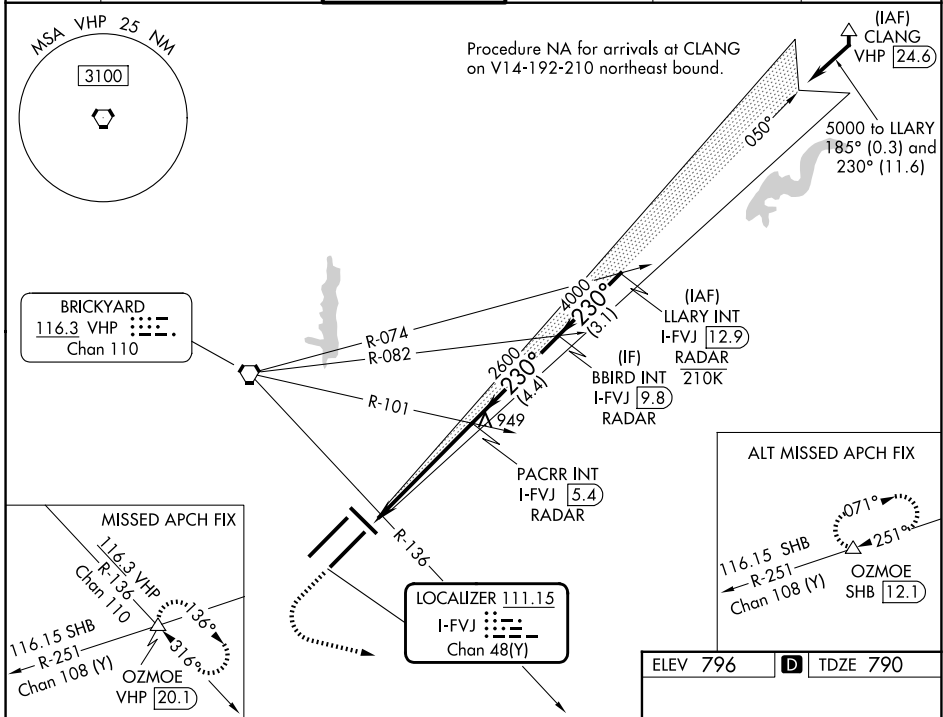 MSA VHP 25 NM
3100
Procedure NA for arrivals at CLANG
on V14-192-210 northeast bound.
(IAF)
CLANG
VHP 24.6
050°
5000 to LLARY
185° (0.3) and
230° (11.6)
BRICKYARD
116.3 VHP
Chan 110
R-074
R-082
R-101
4000
230°
(3.1)
2600
230°
(4.4)
949
(IAF)
LLARY INT
I-FVJ 12.9
RADAR
210K
(IF)
BBIRD INT
I-FVJ 9.8
RADAR
PACRR INT
I-FVJ 5.4
RADAR
R-136
LOCALIZER 111.15
I-FVJ
Chan 48(Y)
MISSED APCH FIX
116.3 VHP
R-136
Chan 110
136°
316°
116.15 SHB
R-251
Chan 108 (Y)
OZMOE
VHP 20.1
ALT MISSED APCH FIX
071°
251°
116.15 SHB
R-251
Chan 108 (Y)
OZMOE
SHB 12.1
ELEV 796 D TDZE 790